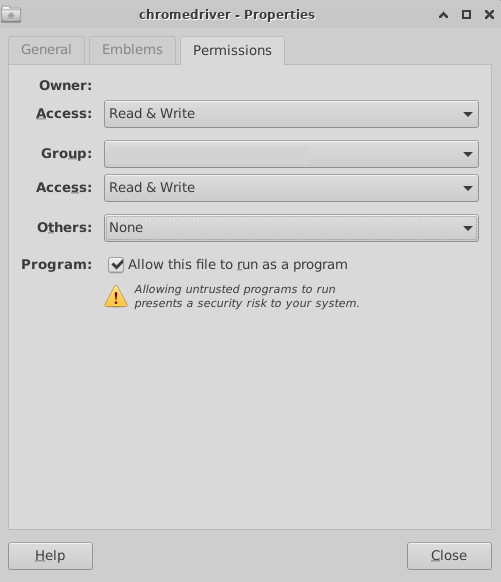 chromedriver - Properties
General Emblems Permissions
Owner:
Access: Read & Write
Group:
Access: Read & Write
Others: None
Program: Allow this file to run as a program
Allowing untrusted programs to run
presents a security risk to your system.
Help Close